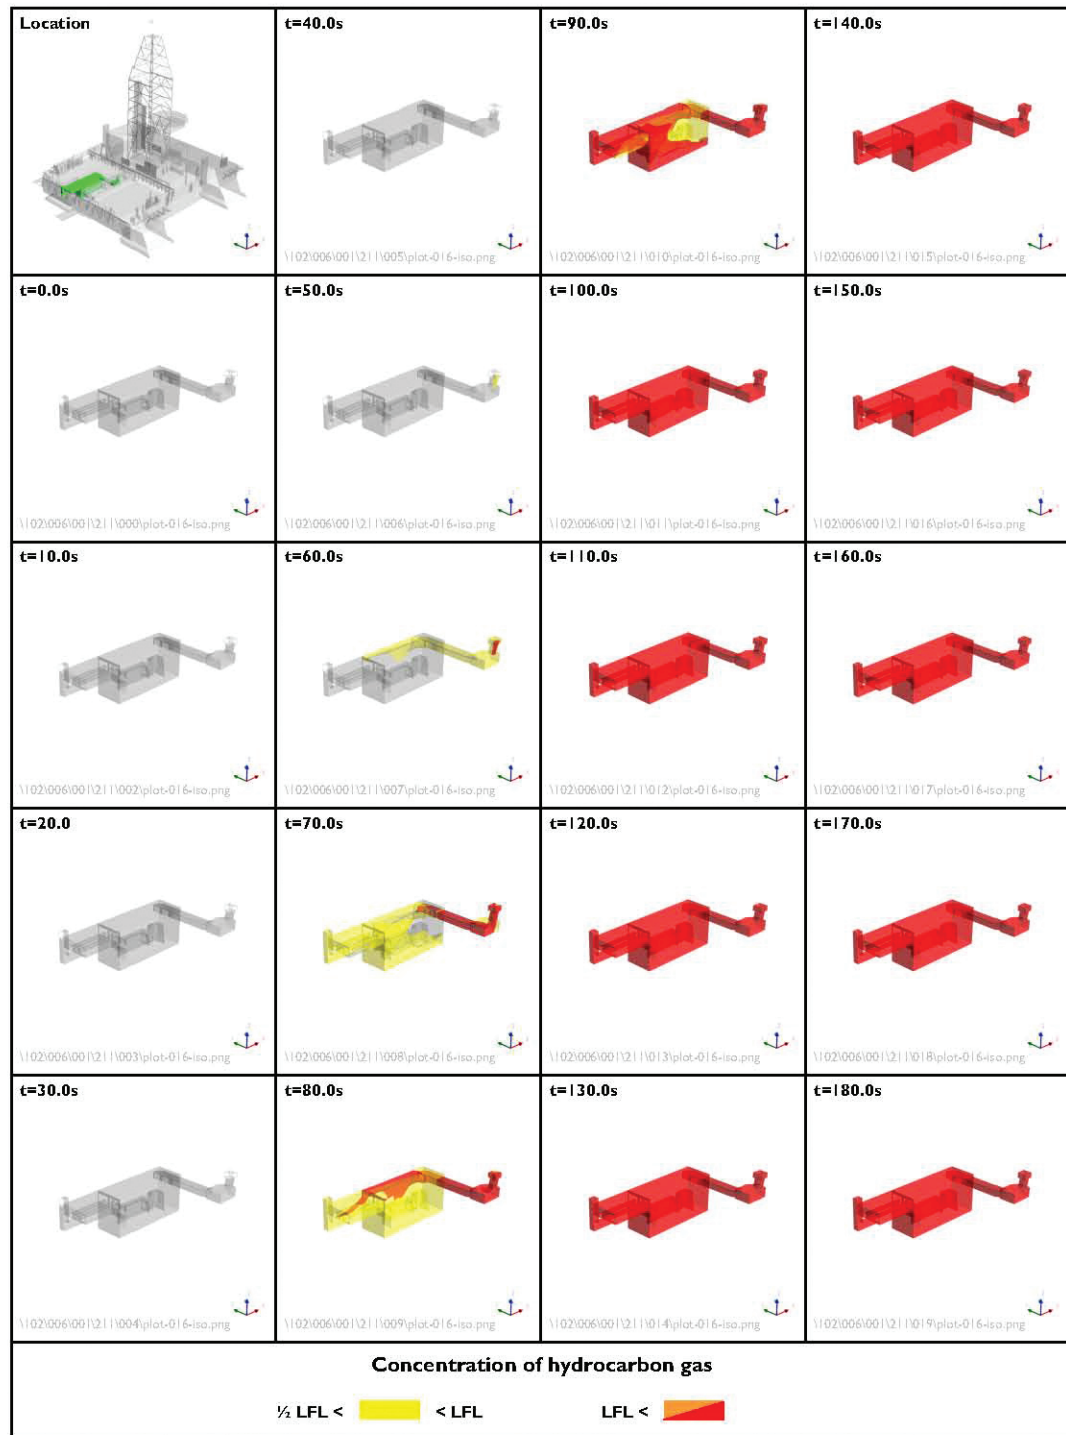 Location
t=40.0s
t=90.0s
t=140.0s
\102\006\001\211\005\plot-016-iso.png
\102\006\001\211\010\plot-016-iso.png
\102\006\001\211\015\plot-016-iso.png
t=0.0s
t=50.0s
t=100.0s
t=150.0s
\102\006\001\211\000\plot-016-iso.png
\102\006\001\211\006\plot-016-iso.png
\102\006\001\211\011\plot-016-iso.png
\102\006\001\211\016\plot-016-iso.png
t=10.0s
t=60.0s
t=110.0s
t=160.0s
\102\006\001\211\002\plot-016-iso.png
\102\006\001\211\007\plot-016-iso.png
\102\006\001\211\012\plot-016-iso.png
\102\006\001\211\017\plot-016-iso.png
t=20.0
t=70.0s
t=120.0s
t=170.0s
\102\006\001\211\003\plot-016-iso.png
\102\006\001\211\008\plot-016-iso.png
\102\006\001\211\013\plot-016-iso.png
\102\006\001\211\018\plot-016-iso.png
t=30.0s
t=80.0s
t=130.0s
t=180.0s
\102\006\001\211\004\plot-016-iso.png
\102\006\001\211\009\plot-016-iso.png
\102\006\001\211\014\plot-016-iso.png
\102\006\001\211\019\plot-016-iso.png
Concentration of hydrocarbon gas
½ LFL < < LFL LFL <